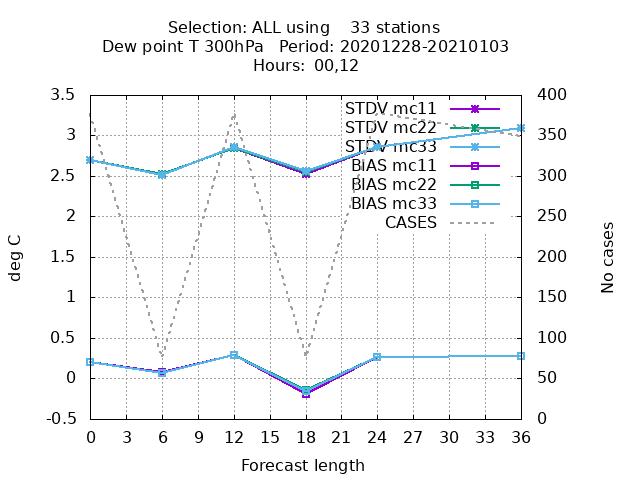 Selection: ALL using    33 stations
Dew point T 300hPa   Period: 20201228-20210103
Hours:  00,12
3.5
3
2.5
2
1.5
1
0.5
0
-0.5
deg C
STDV mc11
STDV mc22
STDV mc33
BIAS mc11
BIAS mc22
BIAS mc33
CASES
400
350
300
250
200
150
100
50
0
No cases
0 3 6 9 12 15 18 21 24 27 30 33 36
Forecast length